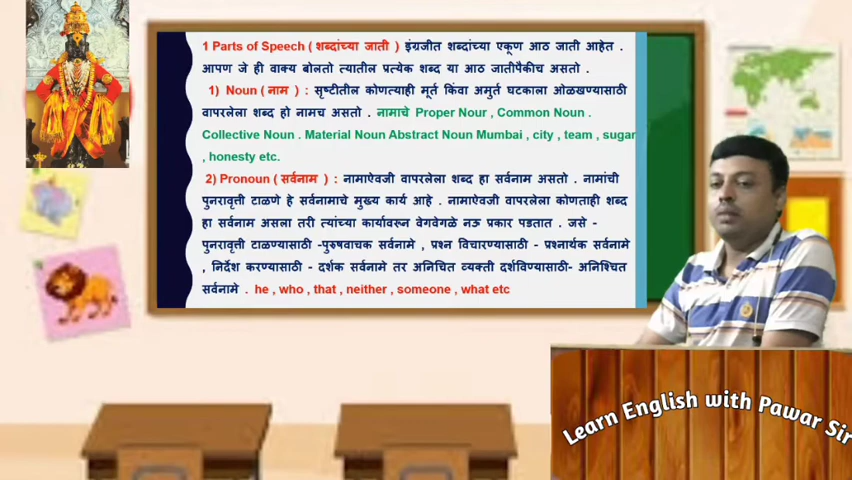 1 Parts of Speech ( शब्दांच्या जाती ) इंग्रजीत शब्दांच्या एकूण आठ जाती आहेत .
आपण जे ही वाक्य बोलतो त्यातील प्रत्येक शब्द या आठ जातीपैकीच असतो .
1) Noun ( नाम ) : सृष्टीतील कोणत्याही मूर्त किंवा अमुर्त घटकाला ओळखण्यासाठी
वापरलेला शब्द हो नामच असतो . नामाचे Proper Nour , Common Noun .
Collective Noun . Material Noun Abstract Noun Mumbai , city , team , sugar
, honesty etc.
2) Pronoun ( सर्वनाम ) : नामाऐवजी वापरलेला शब्द हा सर्वनाम असतो . नामांची
पुनरावृत्ती टाळणे हे सर्वनामाचे मुख्य कार्य आहे . नामाऐवजी वापरलेला कोणताही शब्द
हा सर्वनाम असला तरी त्यांच्या कार्यावरून वेगवेगळे नऊ प्रकार पडतात . जसे -
पुनरावृत्ती टाळण्यासाठी -पुरुषवाचक सर्वनामे , प्रश्न विचारण्यासाठी - प्रश्नार्थक सर्वनामे
, निर्देश करण्यासाठी - दर्शक सर्वनामे तर अनिचित व्यक्ती दर्शविण्यासाठी- अनिश्चित
सर्वनामे . he , who , that , neither , someone , what etc
Learn English with Pawar Sir